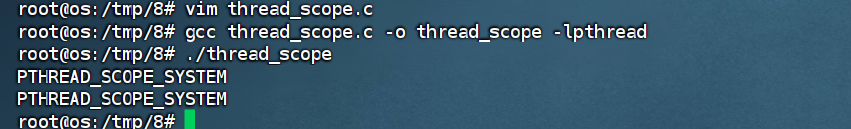 root@os:/tmp/8# vim thread_scope.c
root@os:/tmp/8# gcc thread_scope.c -o thread_scope -lpthread
root@os:/tmp/8# ./thread_scope
PTHREAD_SCOPE_SYSTEM
PTHREAD_SCOPE_SYSTEM
root@os:/tmp/8#